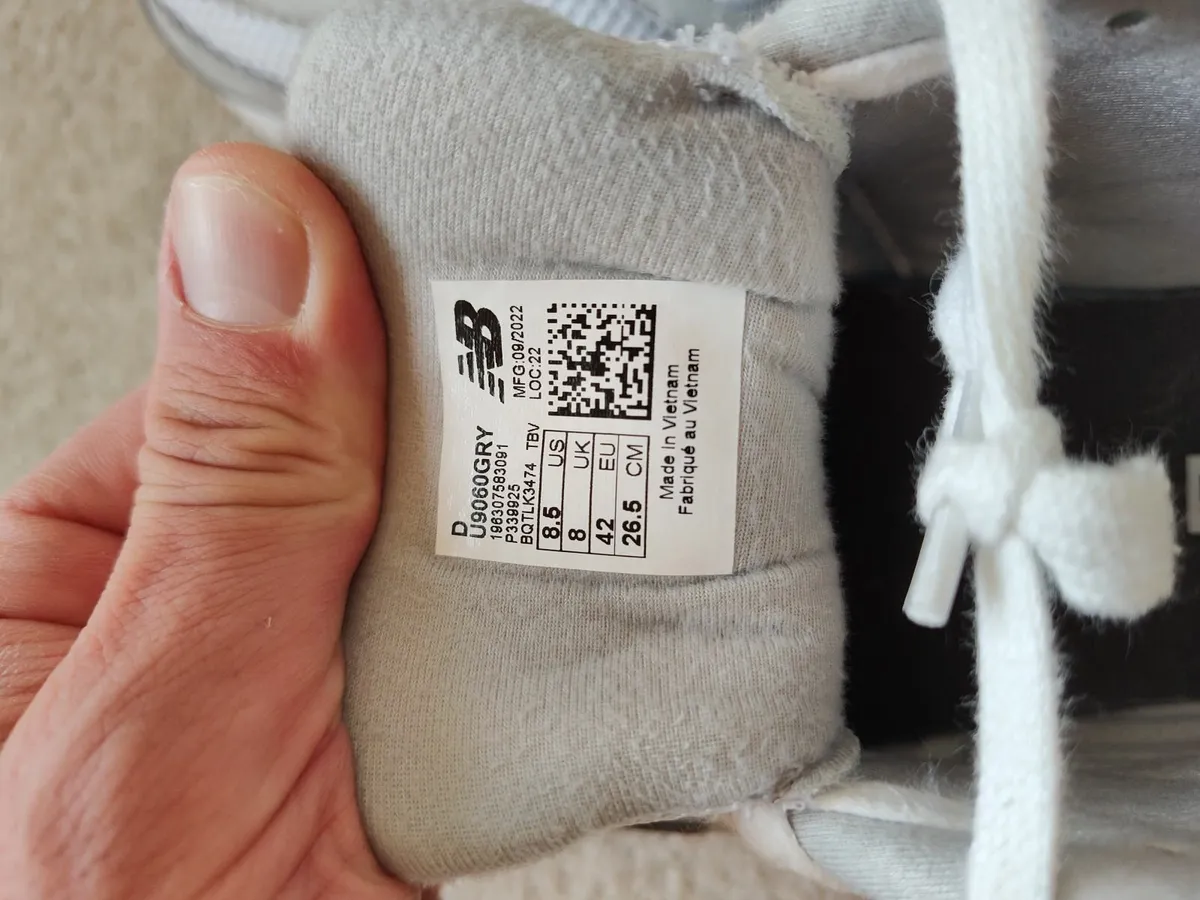 NB
MFG:09/2022
LOC:22
D
U9060GRY
196307583091
P339925
BQTLK3474 TBV
8.5 US
8 UK
42 EU
26.5 CM
Made in Vietnam
Fabriqué au Vietnam